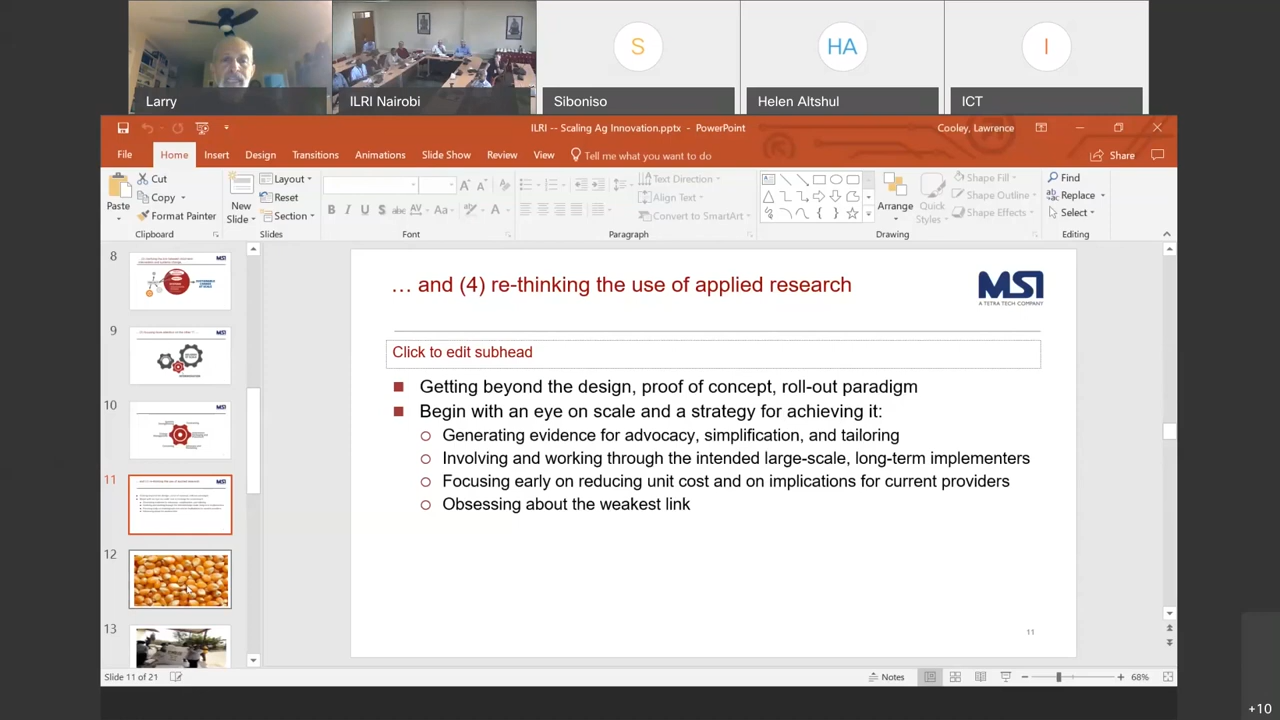 S
HA
I
Larry
ILRI Nairobi
Siboniso
Helen Altshul
ICT
ILRI -- Scaling Ag Innovation.pptx - PowerPoint
Cooley, Lawrence
File
Home
Insert
Design
Transitions
Animations
Slide Show
Review
View
Tell me what you want to do
Share
Paste
Cut
Copy
Format Painter
Clipboard
New
Slide
Layout
Reset
Section
Slides
B I U S abc AV Aa A
Font
Text Direction
Align Text
Convert to SmartArt
Paragraph
Arrange
Quick
Styles
Shape Fill
Shape Outline
Shape Effects
Drawing
Find
Replace
Select
Editing
8
9
10
11
12
13
MSI
MSI
MSI
MSI
A TETRA TECH COMPANY
… and (4) re-thinking the use of applied research
Click to edit subhead
Getting beyond the design, proof of concept, roll-out paradigm
Begin with an eye on scale and a strategy for achieving it:
Generating evidence for advocacy, simplification, and tailoring
Involving and working through the intended large-scale, long-term implementers
Focusing early on reducing unit cost and on implications for current providers
Obsessing about the weakest link
11
Slide 11 of 21
Notes
68%
+10